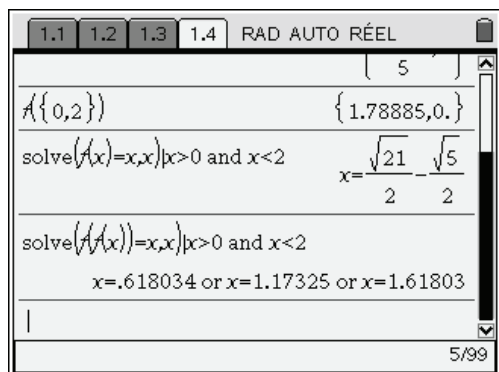 1.1 1.2 1.3 1.4 RAD AUTO RÉEL
5
f({0,2}) {1.78885,0.}
solve(f(x)=x,x)|x>0 and x<2 x=√21/2-√5/2
solve(f(f(x))=x,x)|x>0 and x<2
x=.618034 or x=1.17325 or x=1.61803
5/99